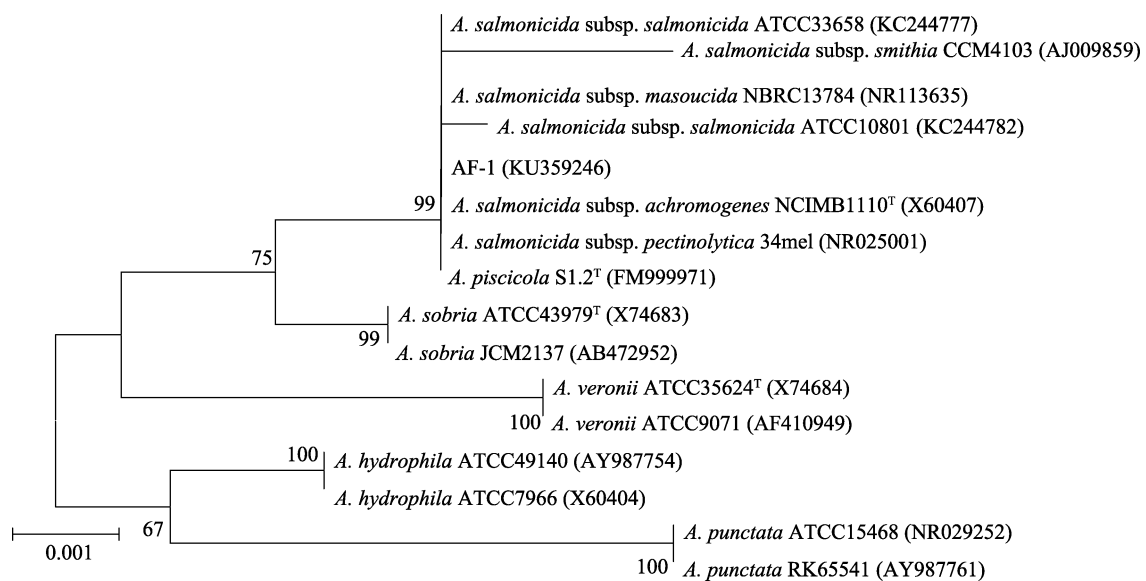 A. salmonicida subsp. salmonicida ATCC33658 (KC244777)
A. salmonicida subsp. smithia CCM4103 (AJ009859)
A. salmonicida subsp. masoucida NBRC13784 (NR113635)
A. salmonicida subsp. salmonicida ATCC10801 (KC244782)
AF-1 (KU359246)
99
A. salmonicida subsp. achromogenes NCIMB1110ᵀ (X60407)
A. salmonicida subsp. pectinolytica 34mel (NR025001)
75
A. piscicola S1.2ᵀ (FM999971)
A. sobria ATCC43979ᵀ (X74683)
99
A. sobria JCM2137 (AB472952)
A. veronii ATCC35624ᵀ (X74684)
100
A. veronii ATCC9071 (AF410949)
100
A. hydrophila ATCC49140 (AY987754)
A. hydrophila ATCC7966 (X60404)
67
A. punctata ATCC15468 (NR029252)
0.001
100
A. punctata RK65541 (AY987761)